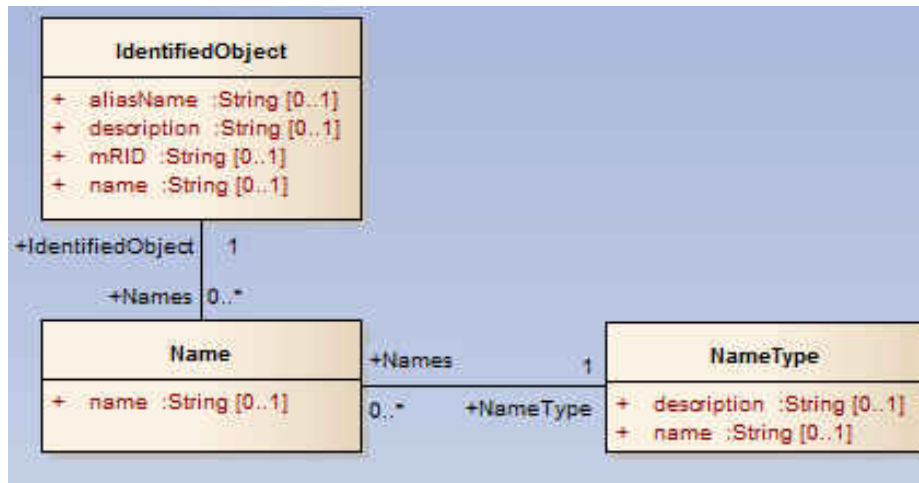 IdentifiedObject
+ aliasName :String [0..1]
+ description :String [0..1]
+ mRID :String [0..1]
+ name :String [0..1]
+IdentifiedObject 1
+Names 0..*
Name
+ name :String [0..1]
+Names 1
0..* +NameType
NameType
+ description :String [0..1]
+ name :String [0..1]